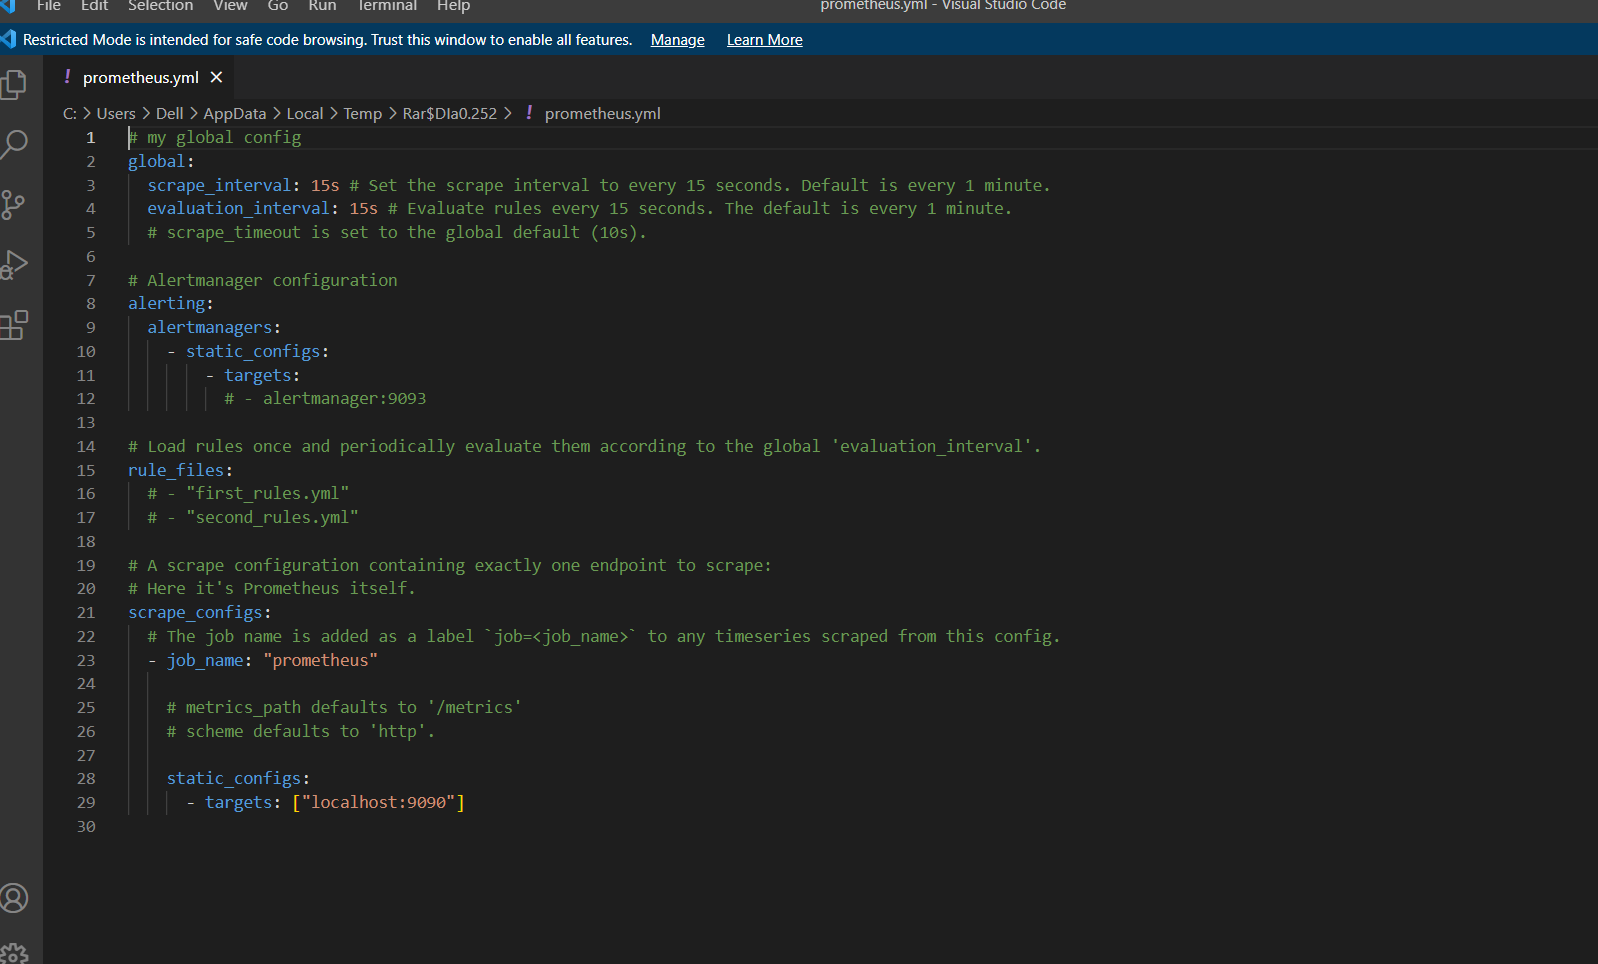 File Edit Selection View Go Run Terminal Help prometheus.yml - Visual Studio Code
Restricted Mode is intended for safe code browsing. Trust this window to enable all features. Manage Learn More
! prometheus.yml ×
C: > Users > Dell > AppData > Local > Temp > Rar$DIa0.252 > ! prometheus.yml
1 # my global config
2 global:
3   scrape_interval: 15s # Set the scrape interval to every 15 seconds. Default is every 1 minute.
4   evaluation_interval: 15s # Evaluate rules every 15 seconds. The default is every 1 minute.
5   # scrape_timeout is set to the global default (10s).
6
7 # Alertmanager configuration
8 alerting:
9   alertmanagers:
10     - static_configs:
11         - targets:
12           # - alertmanager:9093
13
14 # Load rules once and periodically evaluate them according to the global 'evaluation_interval'.
15 rule_files:
16   # - "first_rules.yml"
17   # - "second_rules.yml"
18
19 # A scrape configuration containing exactly one endpoint to scrape:
20 # Here it's Prometheus itself.
21 scrape_configs:
22   # The job name is added as a label `job=<job_name>` to any timeseries scraped from this config.
23   - job_name: "prometheus"
24
25     # metrics_path defaults to '/metrics'
26     # scheme defaults to 'http'.
27
28     static_configs:
29       - targets: ["localhost:9090"]
30